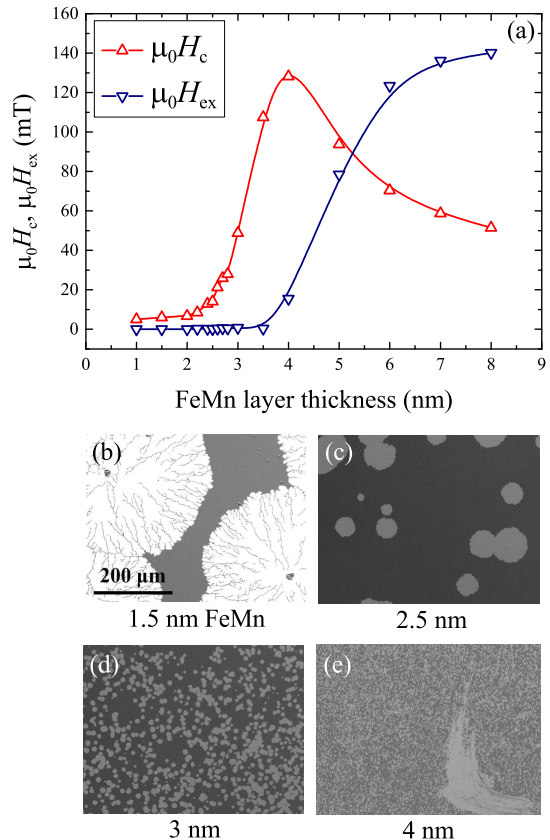 (a)
μ₀Hc
μ₀Hex
μ₀Hc, μ₀Hex (mT)
160
140
120
100
80
60
40
20
0
0 1 2 3 4 5 6 7 8 9
FeMn layer thickness (nm)
(b)
200 μm
1.5 nm FeMn
(c)
2.5 nm
(d)
3 nm
(e)
4 nm